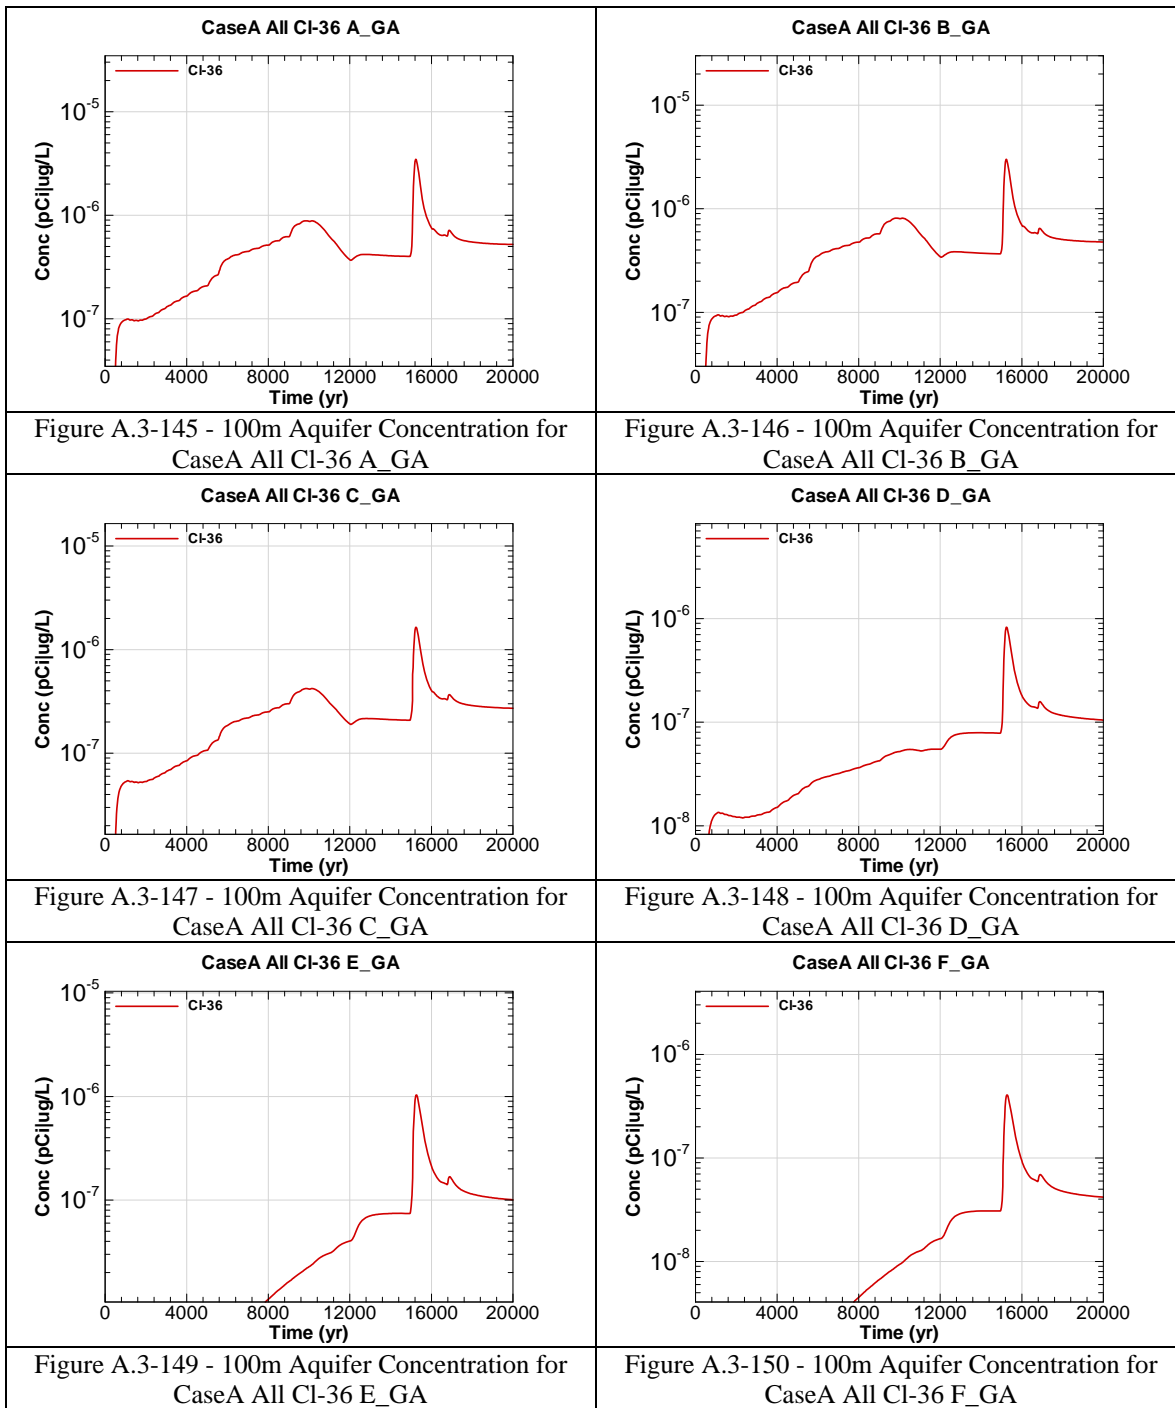 CaseA All Cl-36 A_GA
Cl-36
10-5
10-6
10-7
Conc (pCi|ug/L)
0 4000 8000 12000 16000 20000
Time (yr)
Figure A.3-145 - 100m Aquifer Concentration for
CaseA All Cl-36 A_GA
CaseA All Cl-36 B_GA
Cl-36
10-5
10-6
10-7
Conc (pCi|ug/L)
0 4000 8000 12000 16000 20000
Time (yr)
Figure A.3-146 - 100m Aquifer Concentration for
CaseA All Cl-36 B_GA
CaseA All Cl-36 C_GA
Cl-36
10-5
10-6
10-7
Conc (pCi|ug/L)
0 4000 8000 12000 16000 20000
Time (yr)
Figure A.3-147 - 100m Aquifer Concentration for
CaseA All Cl-36 C_GA
CaseA All Cl-36 D_GA
Cl-36
10-6
10-7
10-8
Conc (pCi|ug/L)
0 4000 8000 12000 16000 20000
Time (yr)
Figure A.3-148 - 100m Aquifer Concentration for
CaseA All Cl-36 D_GA
CaseA All Cl-36 E_GA
Cl-36
10-5
10-6
10-7
Conc (pCi|ug/L)
0 4000 8000 12000 16000 20000
Time (yr)
Figure A.3-149 - 100m Aquifer Concentration for
CaseA All Cl-36 E_GA
CaseA All Cl-36 F_GA
Cl-36
10-6
10-7
10-8
Conc (pCi|ug/L)
0 4000 8000 12000 16000 20000
Time (yr)
Figure A.3-150 - 100m Aquifer Concentration for
CaseA All Cl-36 F_GA